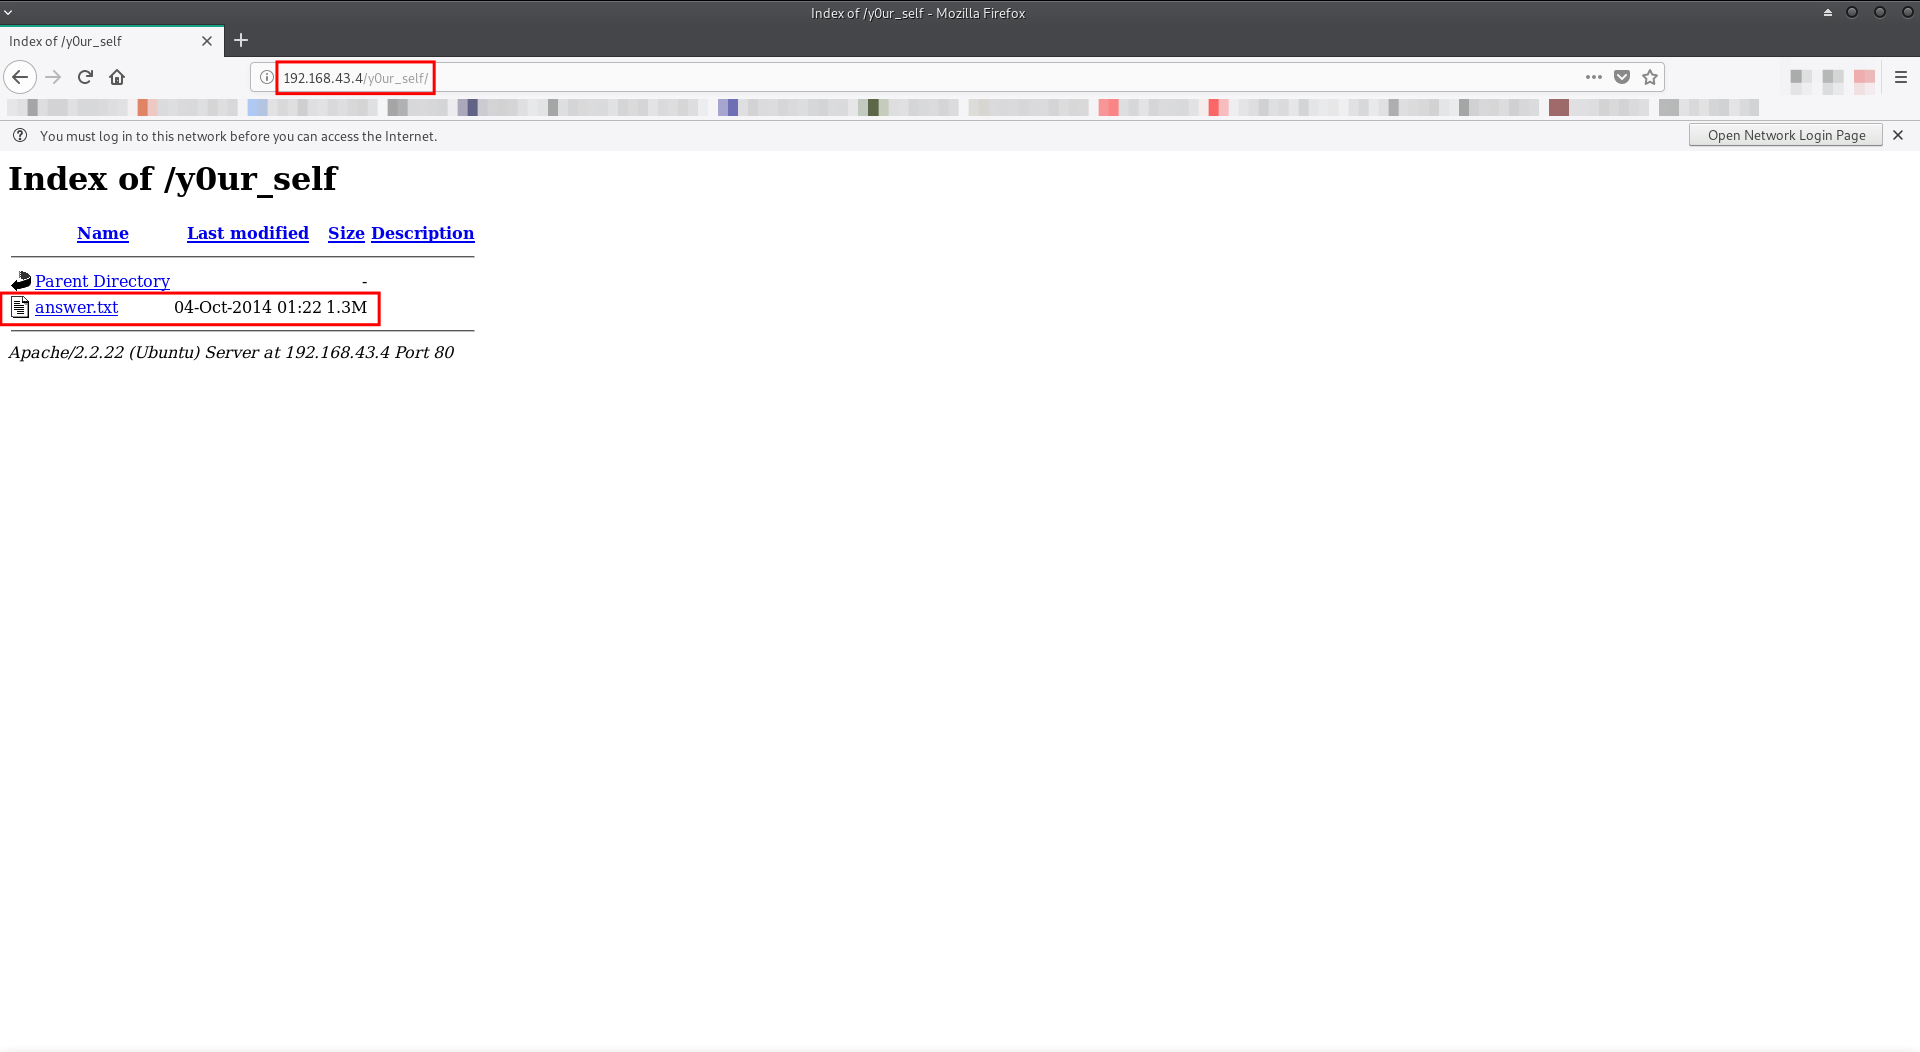 Index of /y0ur_self - Mozilla Firefox
Index of /y0ur_self
192.168.43.4/y0ur_self/
You must log in to this network before you can access the Internet.
Open Network Login Page
Index of /y0ur_self
Name Last modified Size Description
Parent Directory -
answer.txt 04-Oct-2014 01:22 1.3M
Apache/2.2.22 (Ubuntu) Server at 192.168.43.4 Port 80